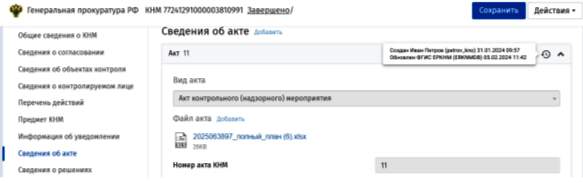 Генеральная прокуратура РФ КНМ 77241291000003810991 Завершено/
Сохранить
Действия
Общие сведения о КНМ
Сведения о согласовании
Сведения об объектах контроля
Сведения о контролируемом лице
Перечень действий
Предмет КНМ
Информация об уведомлении
Сведения об акте
Сведения о решениях
Сведения об акте Добавить
Акт 11
Создан Иван Петров (petrov_kno) 31.01.2024 09:57
Обновлен ФГИС ЕРКНМ (ERKNMDB) 05.02.2024 11:42
Вид акта
Акт контрольного (надзорного) мероприятия
Файл акта Добавить
2025063897_полный_план (6).xlsx
26KB
Номер акта КНМ
11